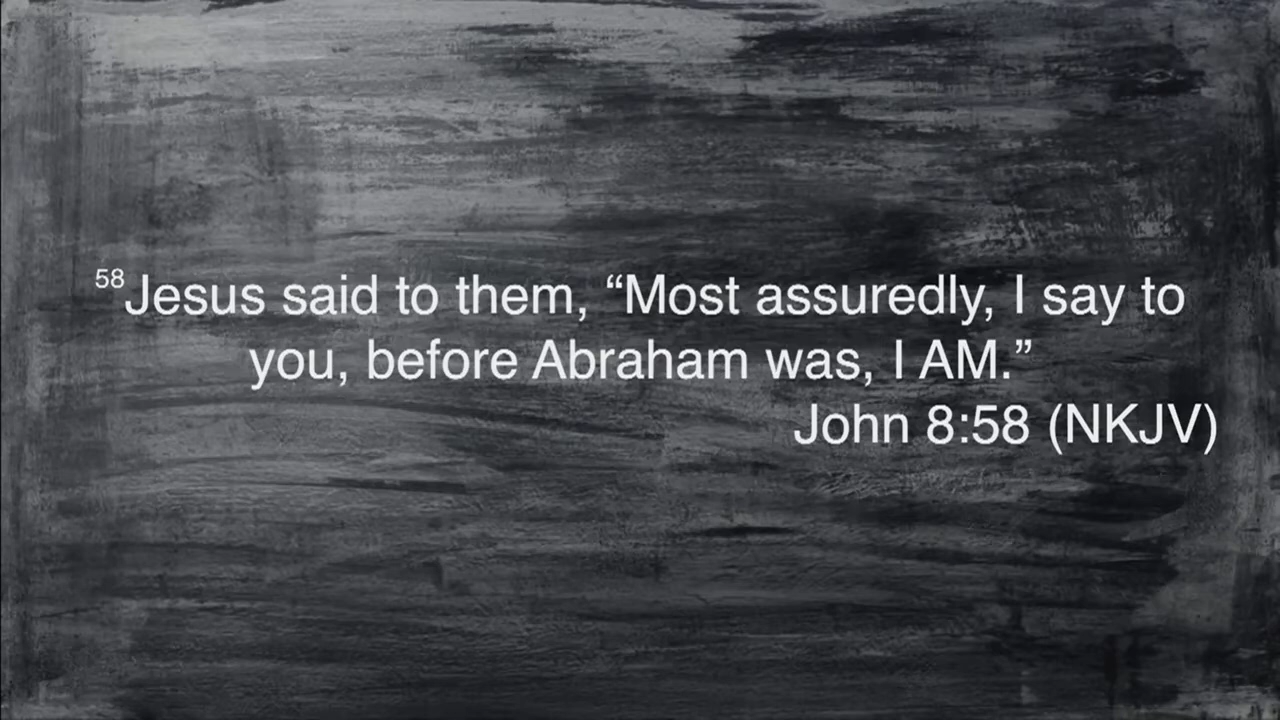 58Jesus said to them, “Most assuredly, I say to
you, before Abraham was, I AM.”
John 8:58 (NKJV)